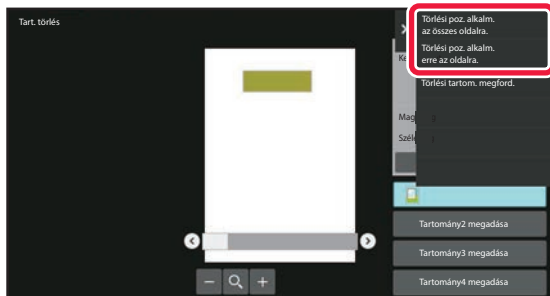 Tart. törlés
Törlési poz. alkalm.
az összes oldalra.
Törlési poz. alkalm.
erre az oldalra.
Törlési tartom. megford.
Tartomány2 megadása
Tartomány3 megadása
Tartomány4 megadása